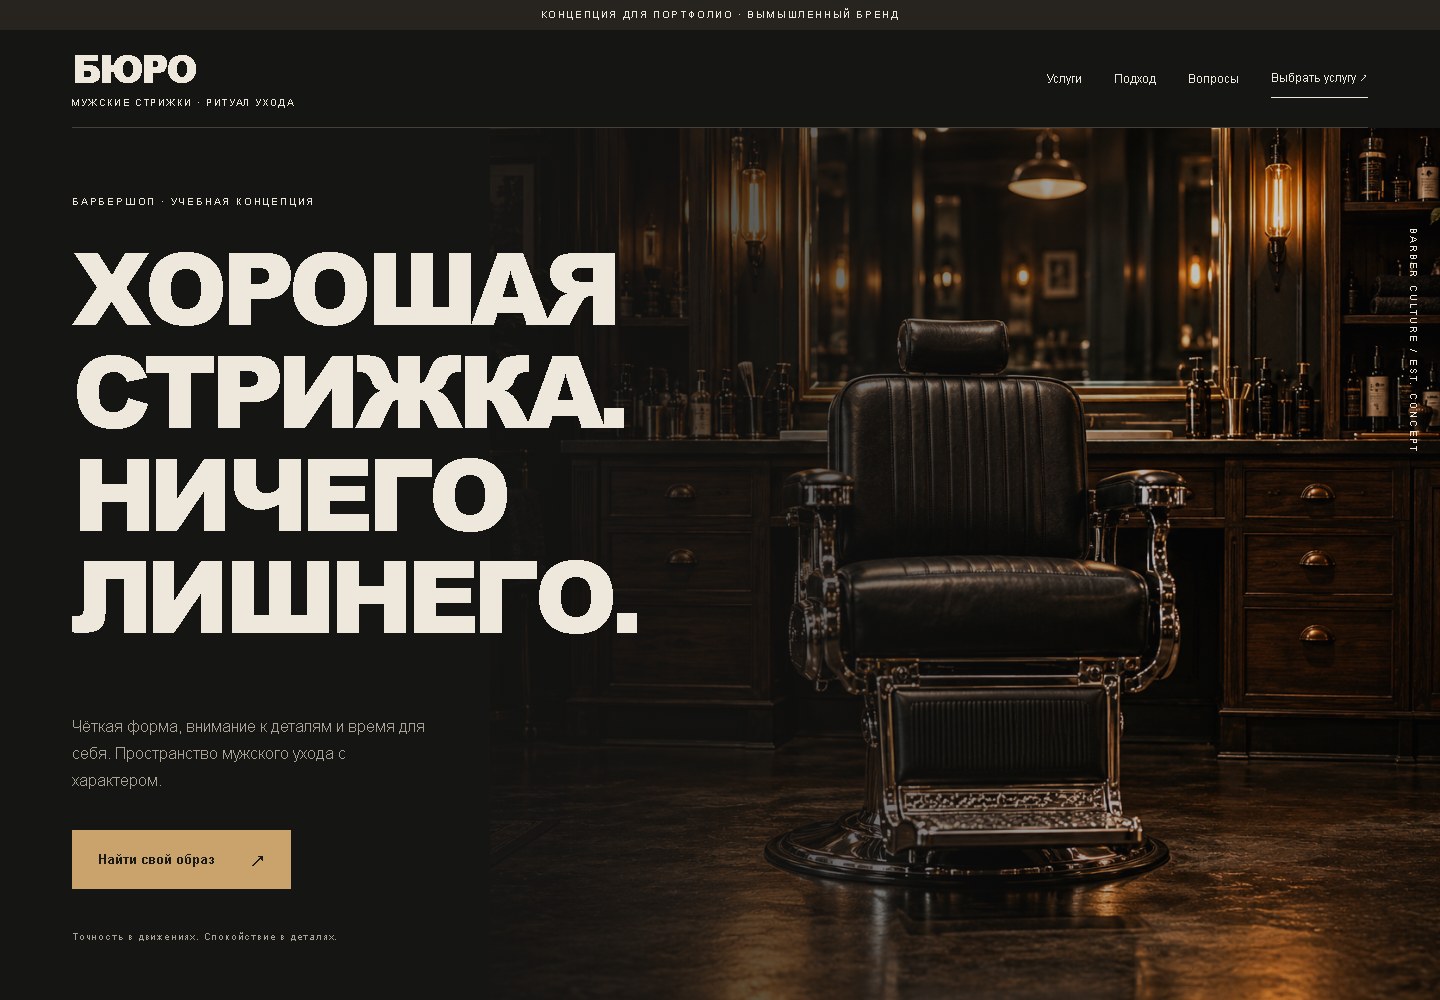 КОНЦЕПЦИЯ ДЛЯ ПОРТФОЛИО · ВЫМЫШЛЕННЫЙ БРЕНД
БЮРО
МУЖСКИЕ СТРИЖКИ · РИТУАЛ УХОДА
Услуги
Подход
Вопросы
Выбрать услугу ↗
БАРБЕРШОП · УЧЕБНАЯ КОНЦЕПЦИЯ
ХОРОШАЯ
СТРИЖКА.
НИЧЕГО
ЛИШНЕГО.
BARBER CULTURE / EST. CONCEPT
Чёткая форма, внимание к деталям и время для
себя. Пространство мужского ухода с
характером.
Найти свой образ ↗
Точность в движениях. Спокойствие в деталях.